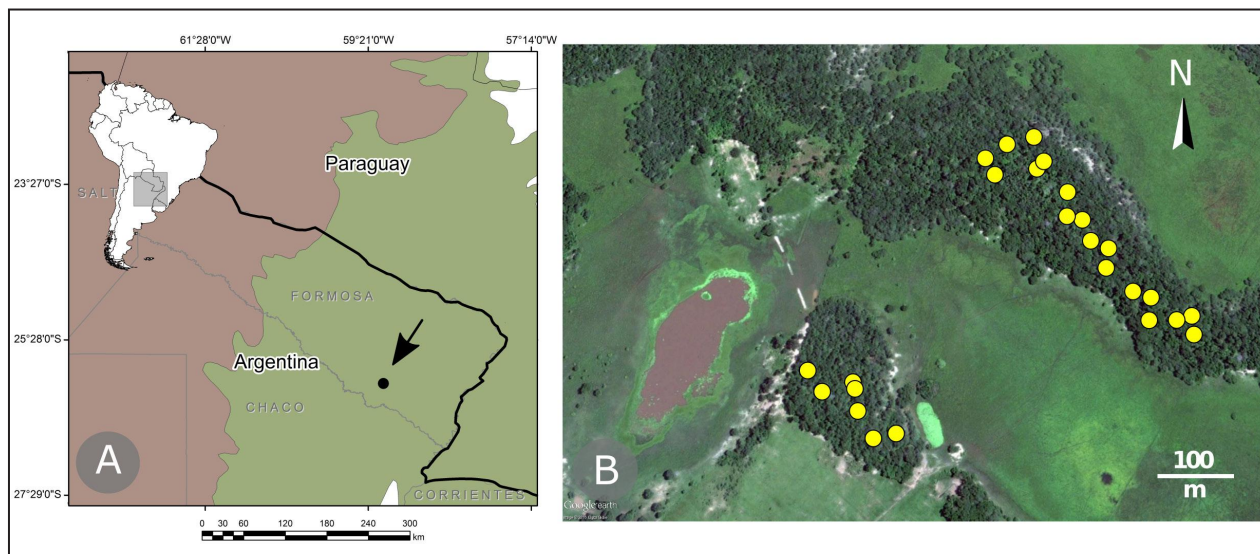 61°28'0"W
59°21'0"W
57°14'0"W
23°27'0"S
25°28'0"S
27°29'0"S
Paraguay
SALT
FORMOSA
Argentina
CHACO
CORRIENTES
A
0 30 60 120 180 240 300
km
N
B
100
m
Google earth